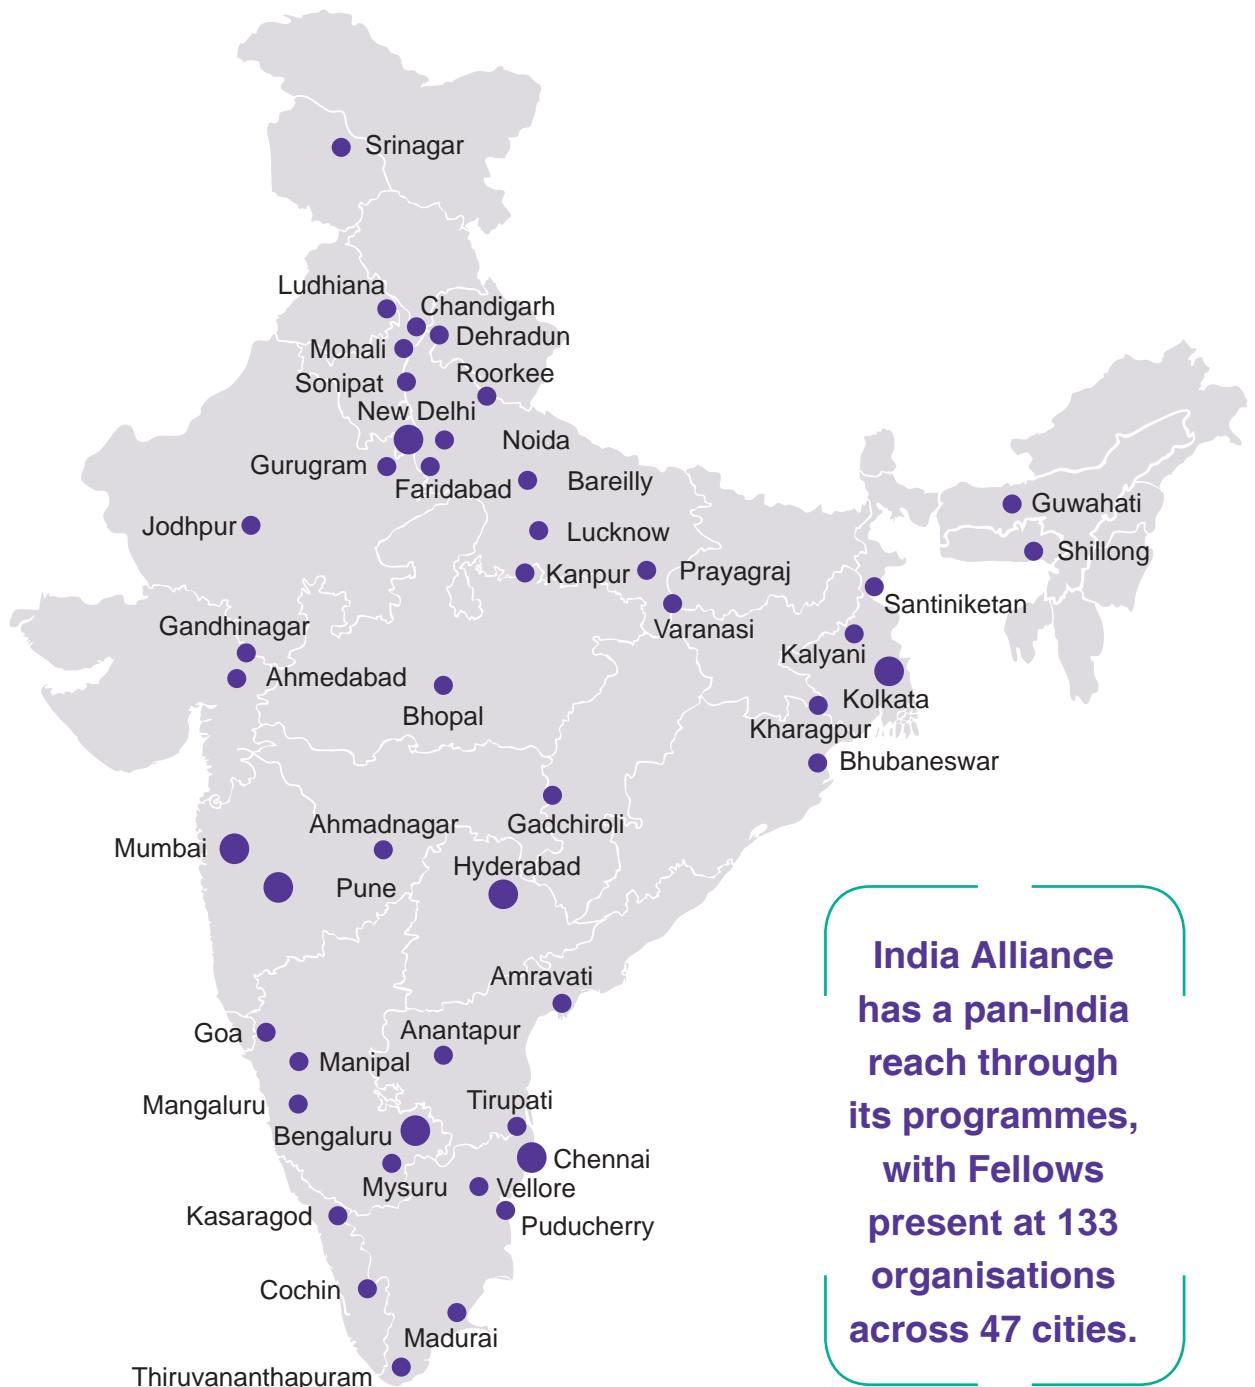 Srinagar
Ludhiana
Chandigarh
Dehradun
Mohali
Roorkee
Sonipat
New Delhi
Noida
Gurugram
Faridabad
Bareilly
Guwahati
Jodhpur
Lucknow
Shillong
Kanpur
Prayagraj
Santiniketan
Gandhinagar
Varanasi
Kalyani
Ahmedabad
Kolkata
Bhopal
Kharagpur
Bhubaneswar
Ahmadnagar
Gadchiroli
Mumbai
Hyderabad
Pune
Amravati
Goa
Anantapur
Manipal
Mangaluru
Tirupati
Bengaluru
Chennai
Mysuru
Vellore
Kasaragod
Puducherry
Cochin
Madurai
Thiruvananthapuram
India Alliance
has a pan-India
reach through
its programmes,
with Fellows
present at 133
organisations
across 47 cities.